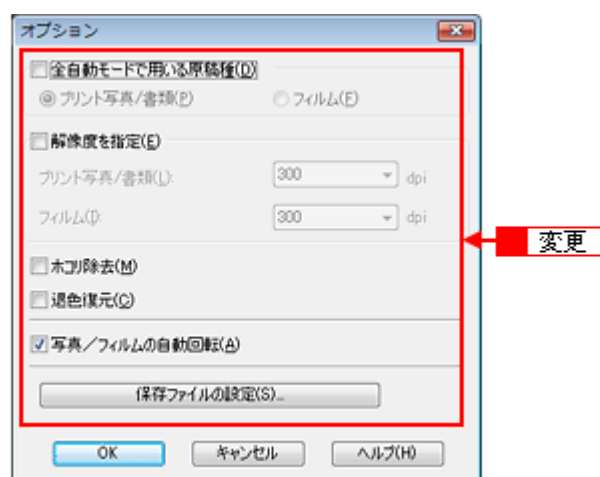 オプション
全自動モードで用いる原稿種(D)
プリント写真/書類(P) フィルム(F)
解像度を指定(E)
プリント写真/書類(L): 300 dpi
フィルム(I): 300 dpi
変更
ホコリ除去(M)
退色復元(C)
写真／フィルムの自動回転(A)
保存ファイルの設定(S)...
OK キャンセル ヘルプ(H)